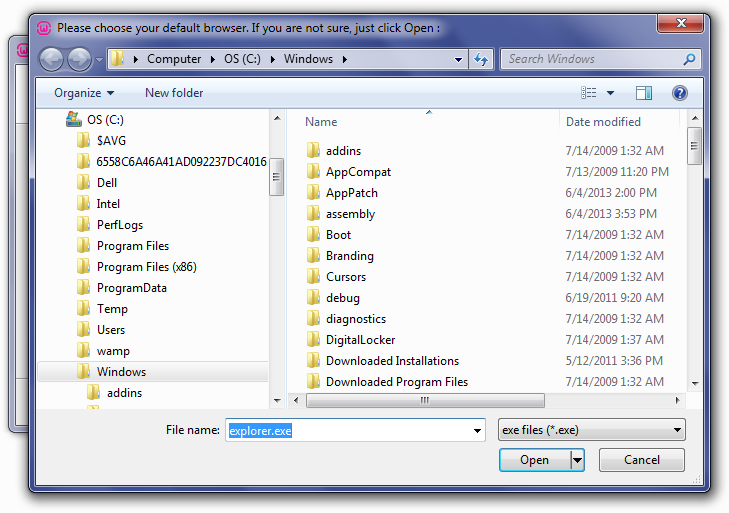 Please choose your default browser. If you are not sure, just click Open :
Computer OS (C:) Windows
Search Windows
Organize New folder
OS (C:)
$AVG
6558C6A46A41AD092237DC4016
Dell
Intel
PerfLogs
Program Files
Program Files (x86)
ProgramData
Temp
Users
wamp
Windows
addins
Name Date modified
addins 7/14/2009 1:32 AM
AppCompat 7/13/2009 11:20 PM
AppPatch 6/4/2013 2:00 PM
assembly 6/4/2013 3:53 PM
Boot 7/14/2009 1:32 AM
Branding 7/14/2009 1:32 AM
Cursors 7/14/2009 1:32 AM
debug 6/19/2011 9:20 AM
diagnostics 7/14/2009 1:32 AM
DigitalLocker 7/14/2009 1:37 AM
Downloaded Installations 5/12/2011 3:36 PM
Downloaded Program Files 7/14/2009 1:32 AM
File name: explorer.exe exe files (*.exe)
Open Cancel